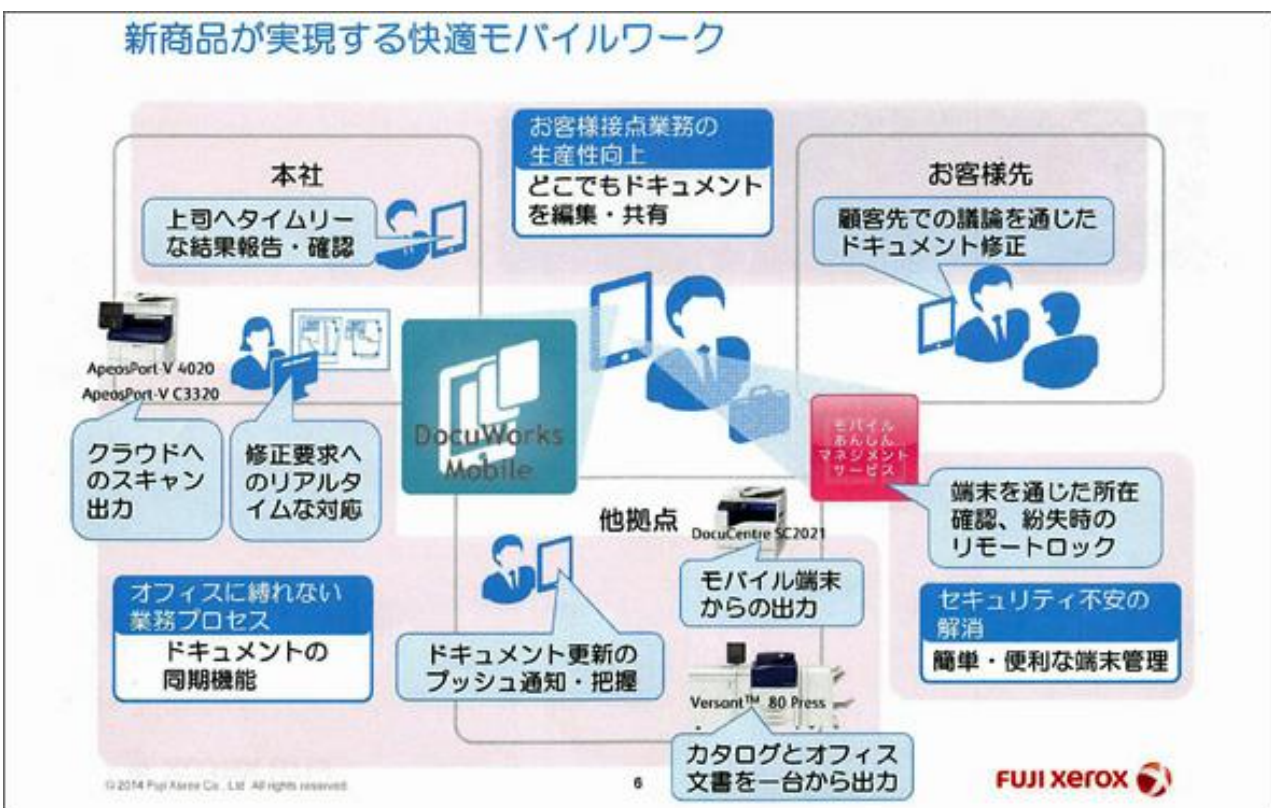 新商品が実現する快適モバイルワーク
お客様接点業務の
生産性向上
どこでもドキュメント
を編集・共有
本社
上司へタイムリー
な結果報告・確認
お客様先
顧客先での議論を通じた
ドキュメント修正
ApeosPort-V 4020
ApeosPort-V C3320
クラウドへ
のスキャン
出力
修正要求へ
のリアルタ
イムな対応
DocuWorks
Mobile
モバイル
あんしん
マネジメント
サービス
端末を通じた所在
確認、紛失時の
リモートロック
他拠点
DocuCentre SC2021
モバイル端末
からの出力
オフィスに縛れない
業務プロセス
ドキュメントの
同期機能
ドキュメント更新の
プッシュ通知・把握
セキュリティ不安の
解消
簡単・便利な端末管理
Versant™ 80 Press
カタログとオフィス
文書を一台から出力
© 2014 Fuji Xerox Co., Ltd. All rights reserved.
6
FUJI xerox